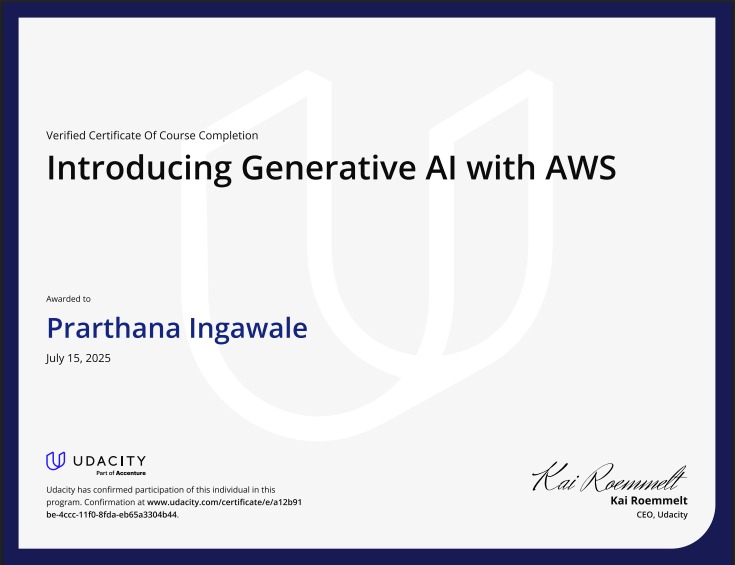 Verified Certificate Of Course Completion
Introducing Generative AI with AWS
Awarded to
Prarthana Ingawale
July 15, 2025
UDACITY
Part of Accenture
Udacity has confirmed participation of this individual in this
program. Confirmation at www.udacity.com/certificate/e/a12b91
be-4ccc-11f0-8fda-eb65a3304b44.
Kai Roemmelt
Kai Roemmelt
CEO, Udacity